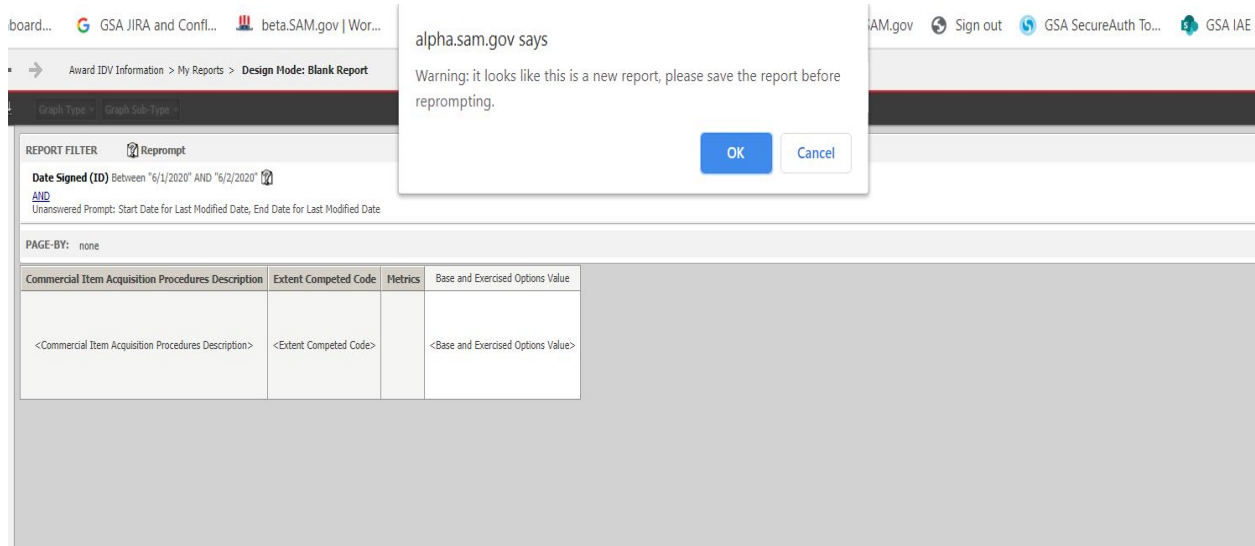 board... GSA JIRA and Confl... beta.SAM.gov | Wor... SAM.gov Sign out GSA SecureAuth To... GSA IAE
alpha.sam.gov says
Warning: it looks like this is a new report, please save the report before
reprompting.
OK Cancel
Award IDV Information > My Reports > Design Mode: Blank Report
Graph Type Graph Sub-Type
REPORT FILTER Reprompt
Date Signed (ID) Between "6/1/2020" AND "6/2/2020"
AND
Unanswered Prompt: Start Date for Last Modified Date, End Date for Last Modified Date
PAGE-BY: none
Commercial Item Acquisition Procedures Description Extent Competed Code Metrics Base and Exercised Options Value
<Commercial Item Acquisition Procedures Description> <Extent Competed Code> <Base and Exercised Options Value>